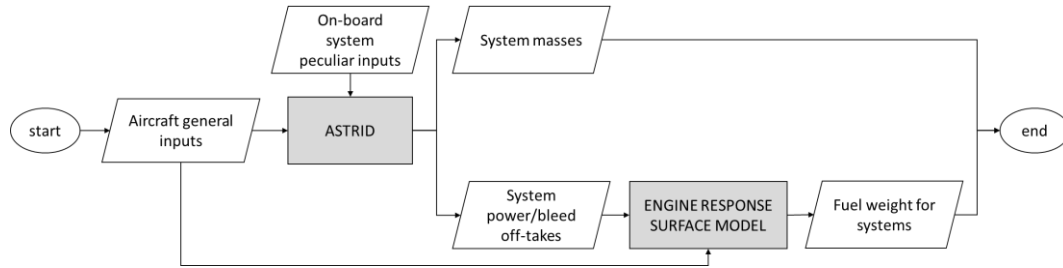 On-board
system
peculiar inputs
System masses
start
Aircraft general
inputs
ASTRID
end
System
power/bleed
off-takes
ENGINE RESPONSE
SURFACE MODEL
Fuel weight for
systems